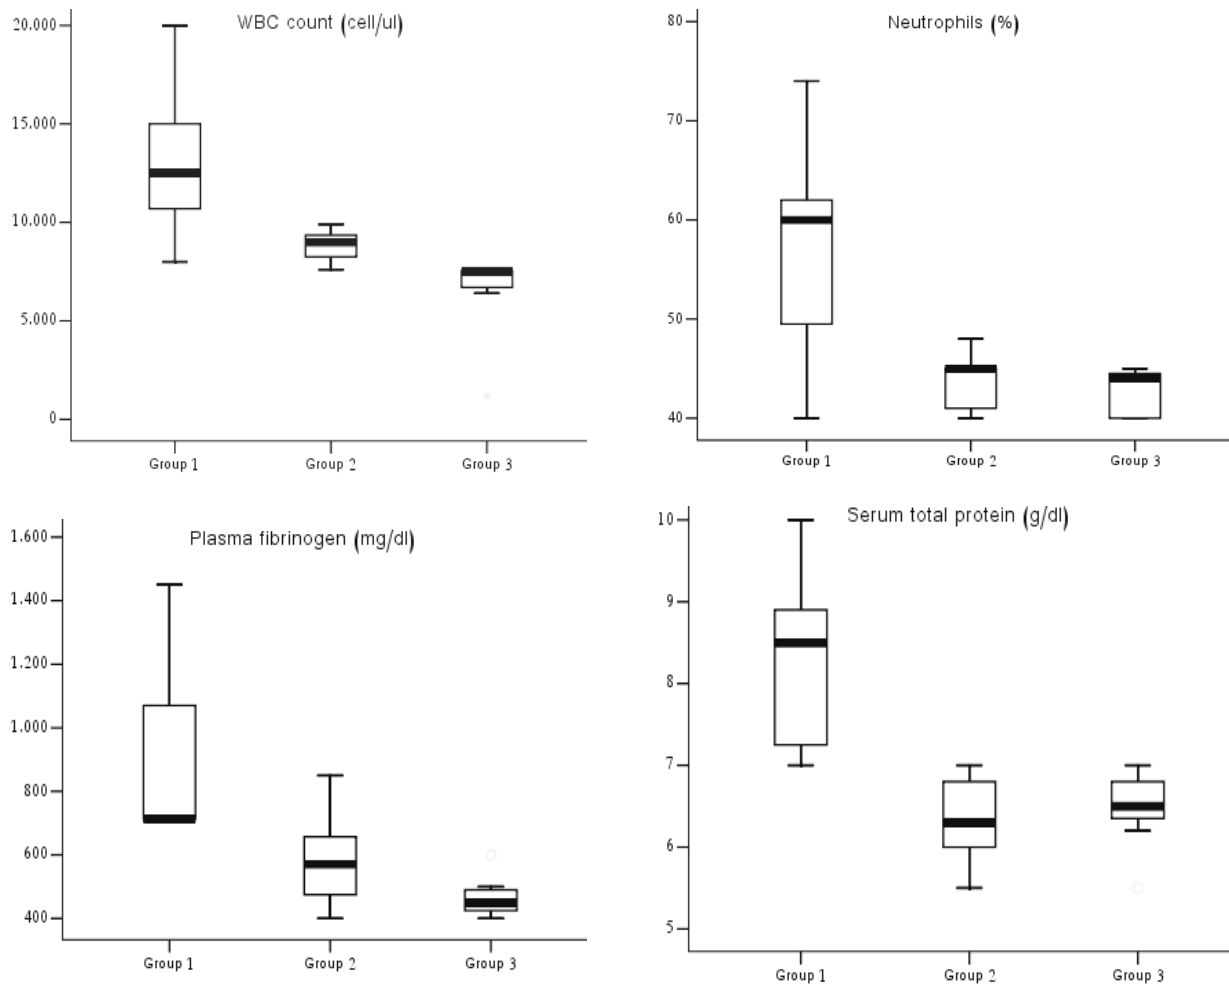 WBC count (cell/ul)
20.000
15.000
10.000
5.000
0
Group 1 Group 2 Group 3
Neutrophils (%)
80
70
60
50
40
Group 1 Group 2 Group 3
Plasma fibrinogen (mg/dl)
1.600
1.400
1.200
1.000
800
600
400
Group 1 Group 2 Group 3
Serum total protein (g/dl)
10
9
8
7
6
5
Group 1 Group 2 Group 3